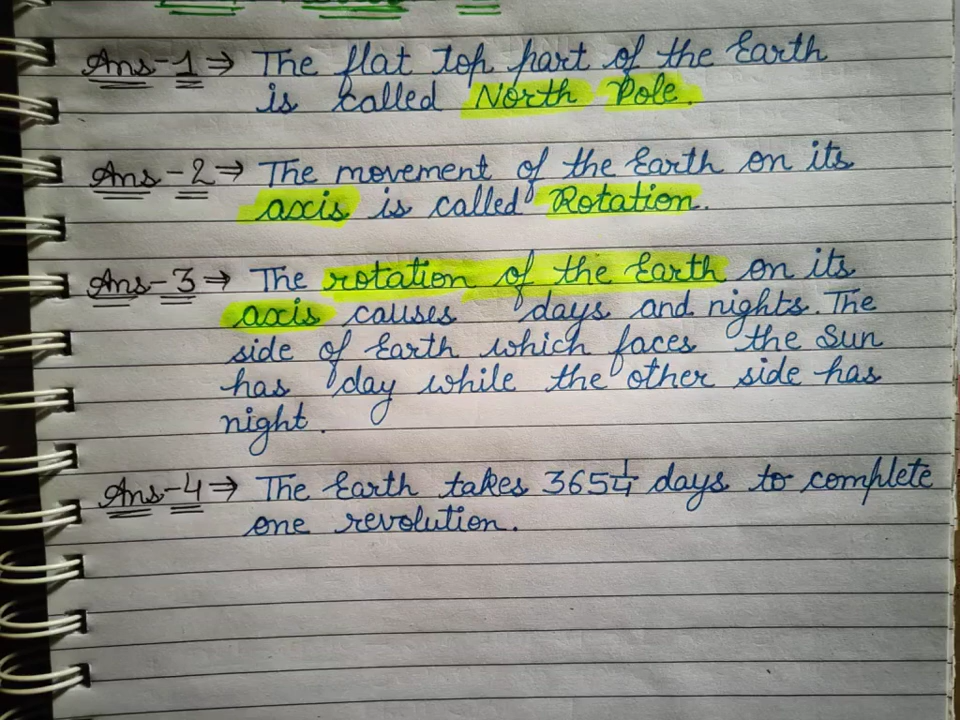 Ans-1⇒ The flat top part of the Earth
is called North Pole.
Ans-2⇒ The movement of the Earth on its
axis is called Rotation.
Ans-3⇒ The rotation of the Earth on its
axis causes days and nights. The
side of Earth which faces the Sun
has day while the other side has
night.
Ans-4⇒ The Earth takes 365 1/4 days to complete
one revolution.